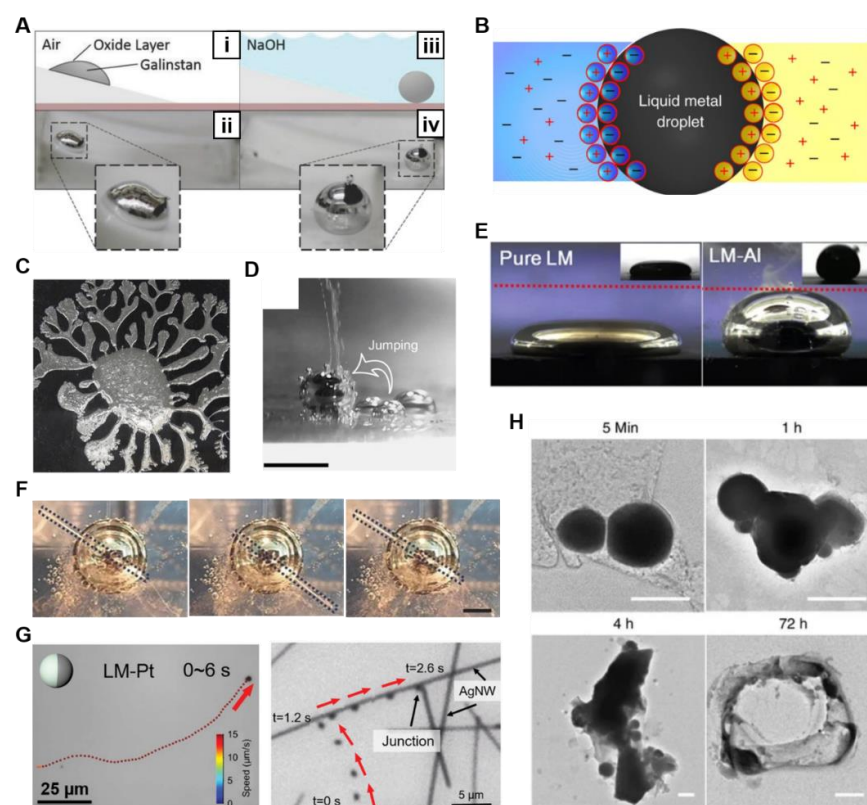 A
Air
Oxide Layer
Galinstan
i
NaOH
iii
ii
iv
B
+
−
Liquid metal
droplet
C
D
Jumping
E
Pure LM
LM-Al
F
G
LM-Pt 0~6 s
15
10
5
0
Speed (μm/s)
25 μm
t=2.6 s
AgNW
t=1.2 s
Junction
t=0 s
5 μm
H
5 Min
1 h
4 h
72 h